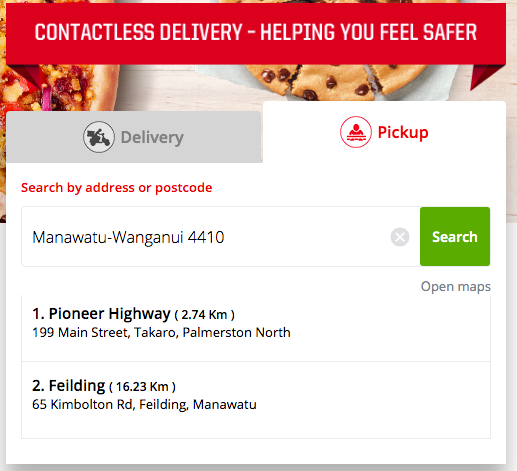 CONTACTLESS DELIVERY – HELPING YOU FEEL SAFER
Delivery
Pickup
Search by address or postcode
Manawatu-Wanganui 4410
Search
Open maps
1. Pioneer Highway ( 2.74 Km )
199 Main Street, Takaro, Palmerston North
2. Feilding ( 16.23 Km )
65 Kimbolton Rd, Feilding, Manawatu